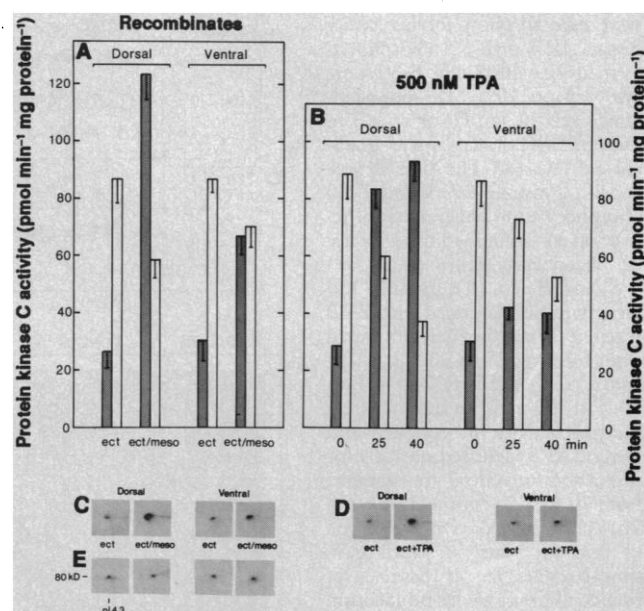 Recombinates
A
Dorsal
Ventral
Protein kinase C activity (pmol min⁻¹ mg protein⁻¹)
120
100
80
60
40
20
0
ect
ect/meso
ect
ect/meso
500 nM TPA
B
Dorsal
Ventral
100
80
60
40
20
0
Protein kinase C activity (pmol min⁻¹ mg protein⁻¹)
0
25
40
0
25
40
min
C
Dorsal
Ventral
ect
ect/meso
ect
ect/meso
D
Dorsal
Ventral
ect
ect+TPA
ect
ect+TPA
E
80 kD
pI 4.3